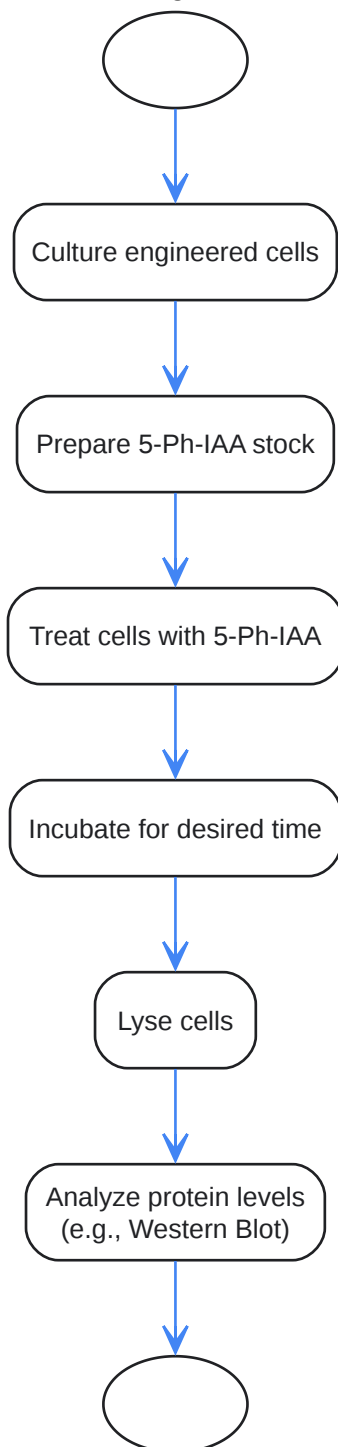 Culture engineered cells
Prepare 5-Ph-IAA stock
Treat cells with 5-Ph-IAA
Incubate for desired time
Lyse cells
Analyze protein levels
(e.g., Western Blot)